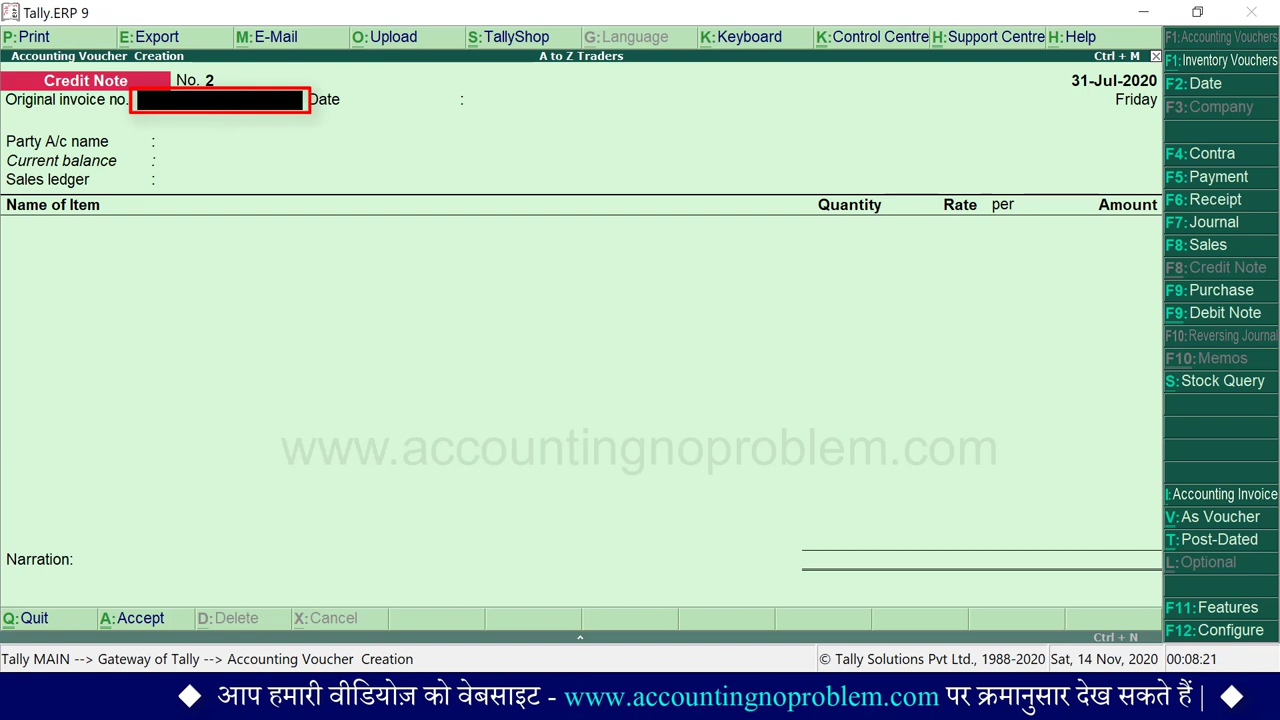 Tally.ERP 9
P: Print E: Export M: E-Mail O: Upload S: TallyShop G: Language K: Keyboard K: Control Centre H: Support Centre H: Help
Accounting Voucher Creation A to Z Traders Ctrl + M
Credit Note No. 2 31-Jul-2020
Original invoice no. Date : Friday
Party A/c name :
Current balance :
Sales ledger :
Name of Item Quantity Rate per Amount
www.accountingnoproblem.com
Narration:
Q: Quit A: Accept D: Delete X: Cancel
^ Ctrl + N
Tally MAIN --> Gateway of Tally --> Accounting Voucher Creation © Tally Solutions Pvt Ltd., 1988-2020 Sat, 14 Nov, 2020 00:08:21
F1: Accounting Vouchers
F1: Inventory Vouchers
F2: Date
F3: Company
F4: Contra
F5: Payment
F6: Receipt
F7: Journal
F8: Sales
F8: Credit Note
F9: Purchase
F9: Debit Note
F10: Reversing Journal
F10: Memos
S: Stock Query
I: Accounting Invoice
V: As Voucher
T: Post-Dated
L: Optional
F11: Features
F12: Configure
◆ आप हमारी वीडियोज़ को वेबसाइट - www.accountingnoproblem.com पर क्रमानुसार देख सकते हैं | ◆